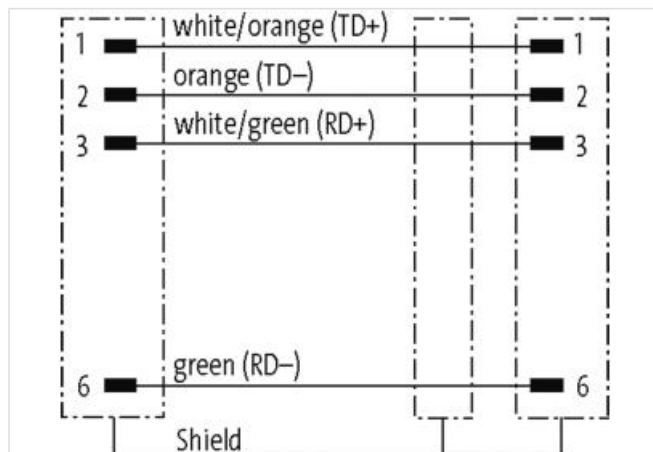 1 white/orange (TD+) 1
2 orange (TD–) 2
3 white/green (RD+) 3
6 green (RD–) 6
Shield